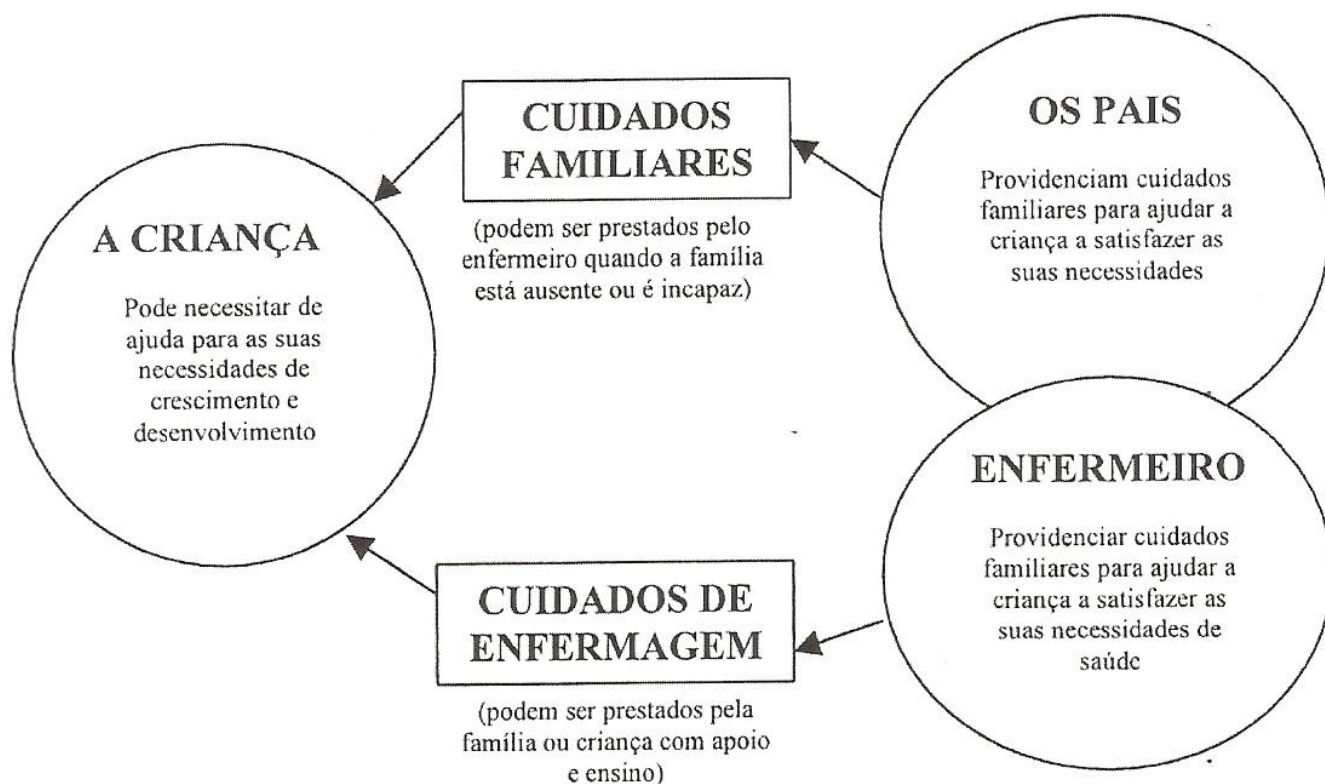 A CRIANÇA
Pode necessitar de
ajuda para as suas
necessidades de
crescimento e
desenvolvimento
CUIDADOS
FAMILIARES
(podem ser prestados pelo
enfermeiro quando a família
está ausente ou é incapaz)
OS PAIS
Providenciam cuidados
familiares para ajudar a
criança a satisfazer as
suas necessidades
CUIDADOS DE
ENFERMAGEM
(podem ser prestados pela
família ou criança com apoio
e ensino)
ENFERMEIRO
Providenciar cuidados
familiares para ajudar a
criança a satisfazer as
suas necessidades de
saúde